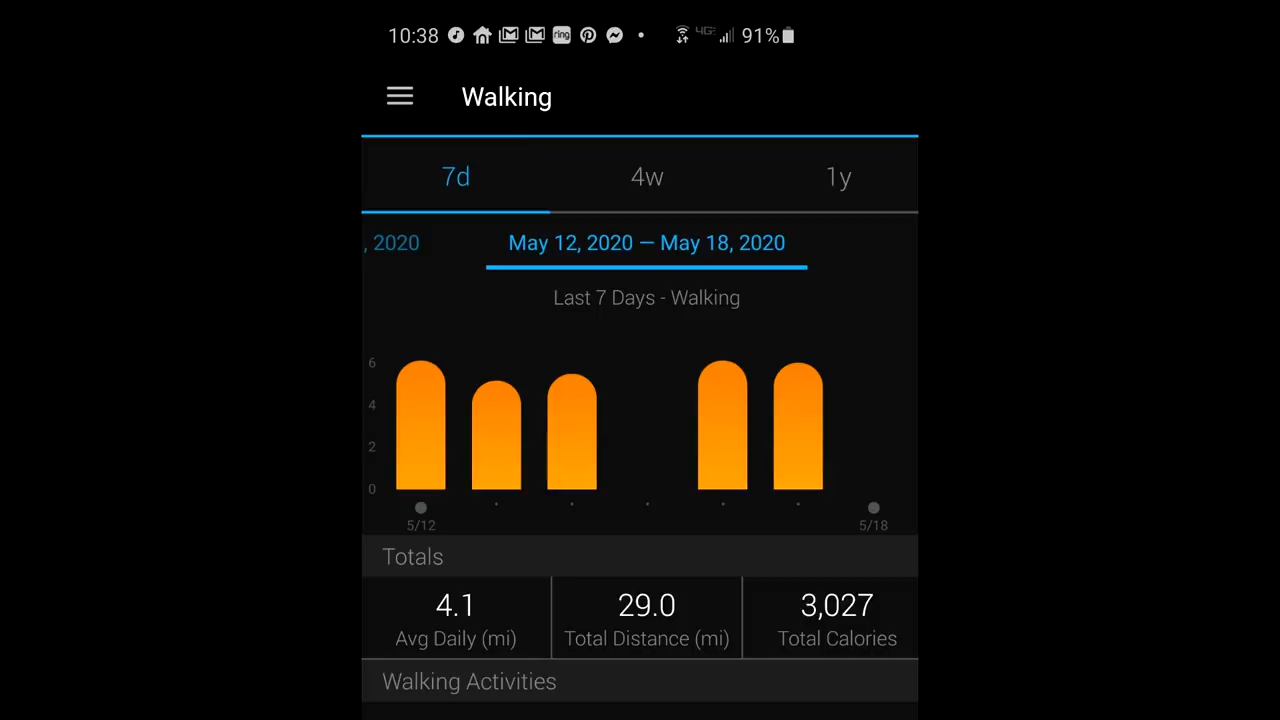 10:38 ring 4GE 91%
Walking
7d 4w 1y
, 2020 May 12, 2020 — May 18, 2020
Last 7 Days - Walking
6
4
2
0
5/12 5/18
Totals
4.1 29.0 3,027
Avg Daily (mi) Total Distance (mi) Total Calories
Walking Activities